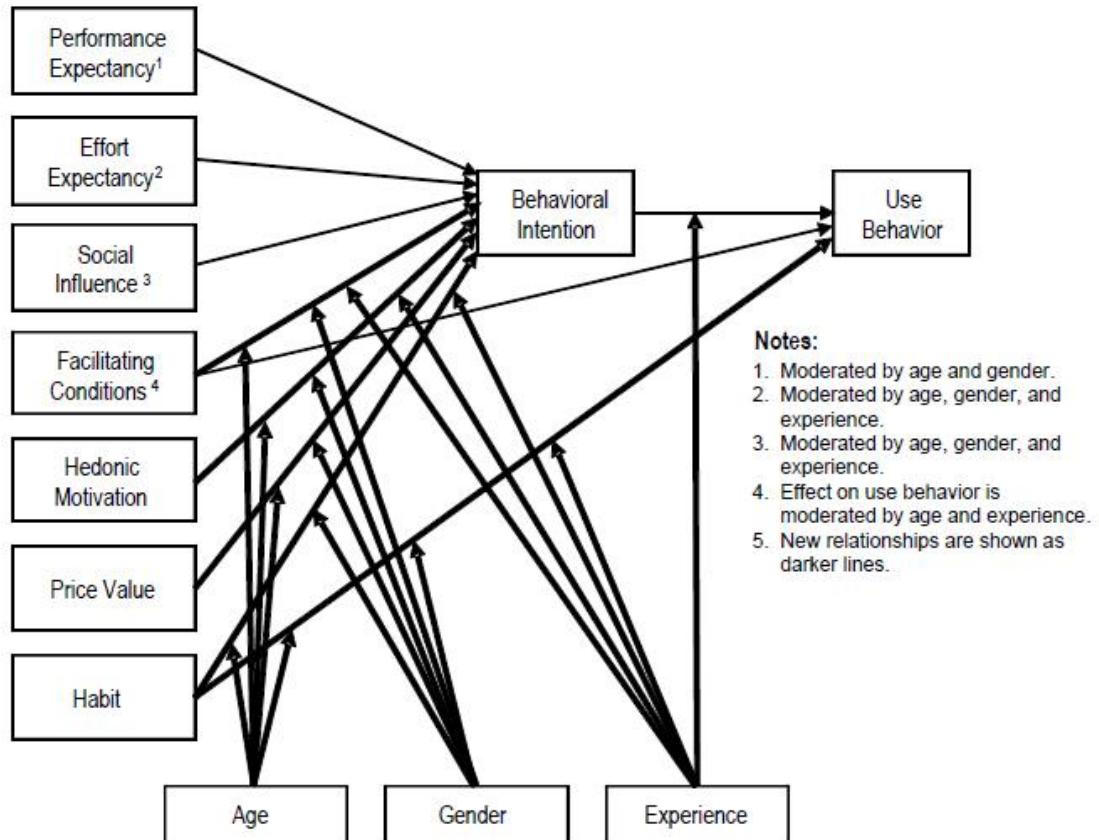 Performance
Expectancy¹
Effort
Expectancy²
Social
Influence ³
Facilitating
Conditions ⁴
Hedonic
Motivation
Price Value
Habit
Behavioral
Intention
Use
Behavior
Notes:
1. Moderated by age and gender.
2. Moderated by age, gender, and
experience.
3. Moderated by age, gender, and
experience.
4. Effect on use behavior is
moderated by age and experience.
5. New relationships are shown as
darker lines.
Age
Gender
Experience